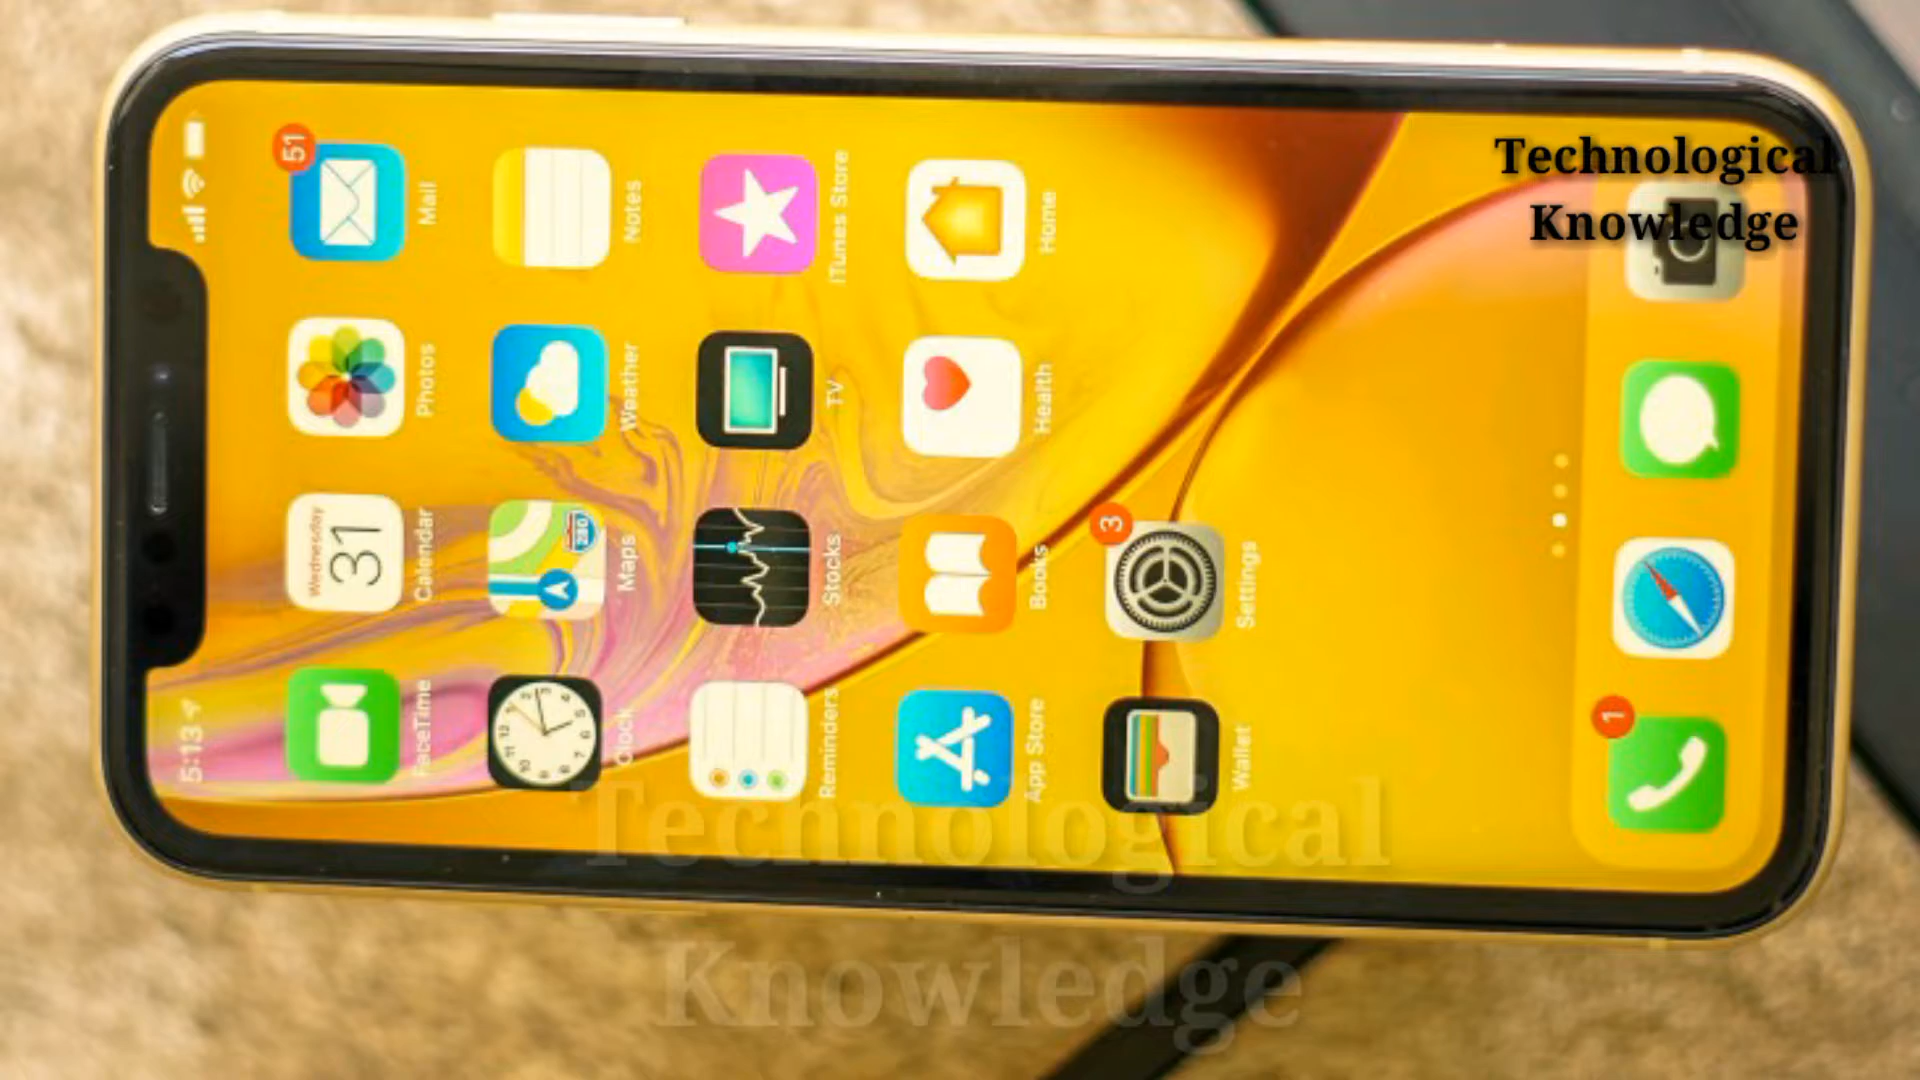 5:13
FaceTime
Wednesday
31
Calendar
Photos
51
Mail
Clock
280
Maps
Weather
Notes
Reminders
Stocks
TV
iTunes Store
App Store
Books
Health
Home
Wallet
3
Settings
1
Technological
Knowledge
Technological
Knowledge